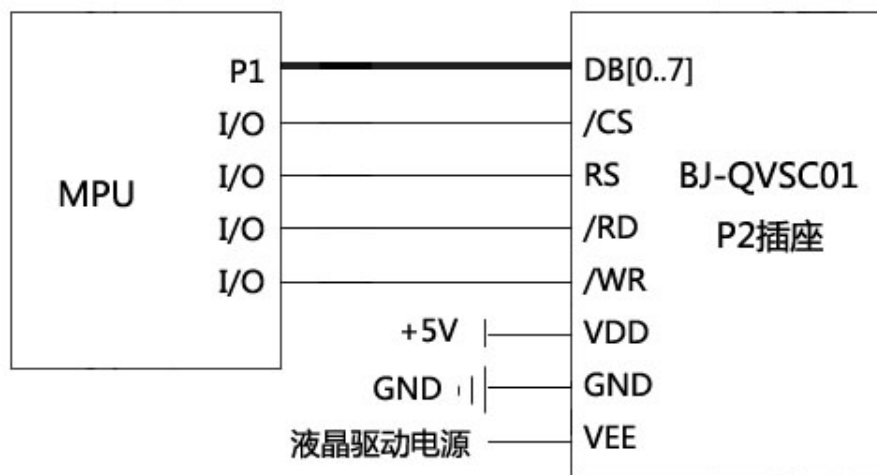 P1 DB[0..7]
I/O /CS
I/O RS BJ-QVSC01
MPU
I/O /RD P2插座
I/O /WR
+5V VDD
GND GND
液晶驱动电源 VEE